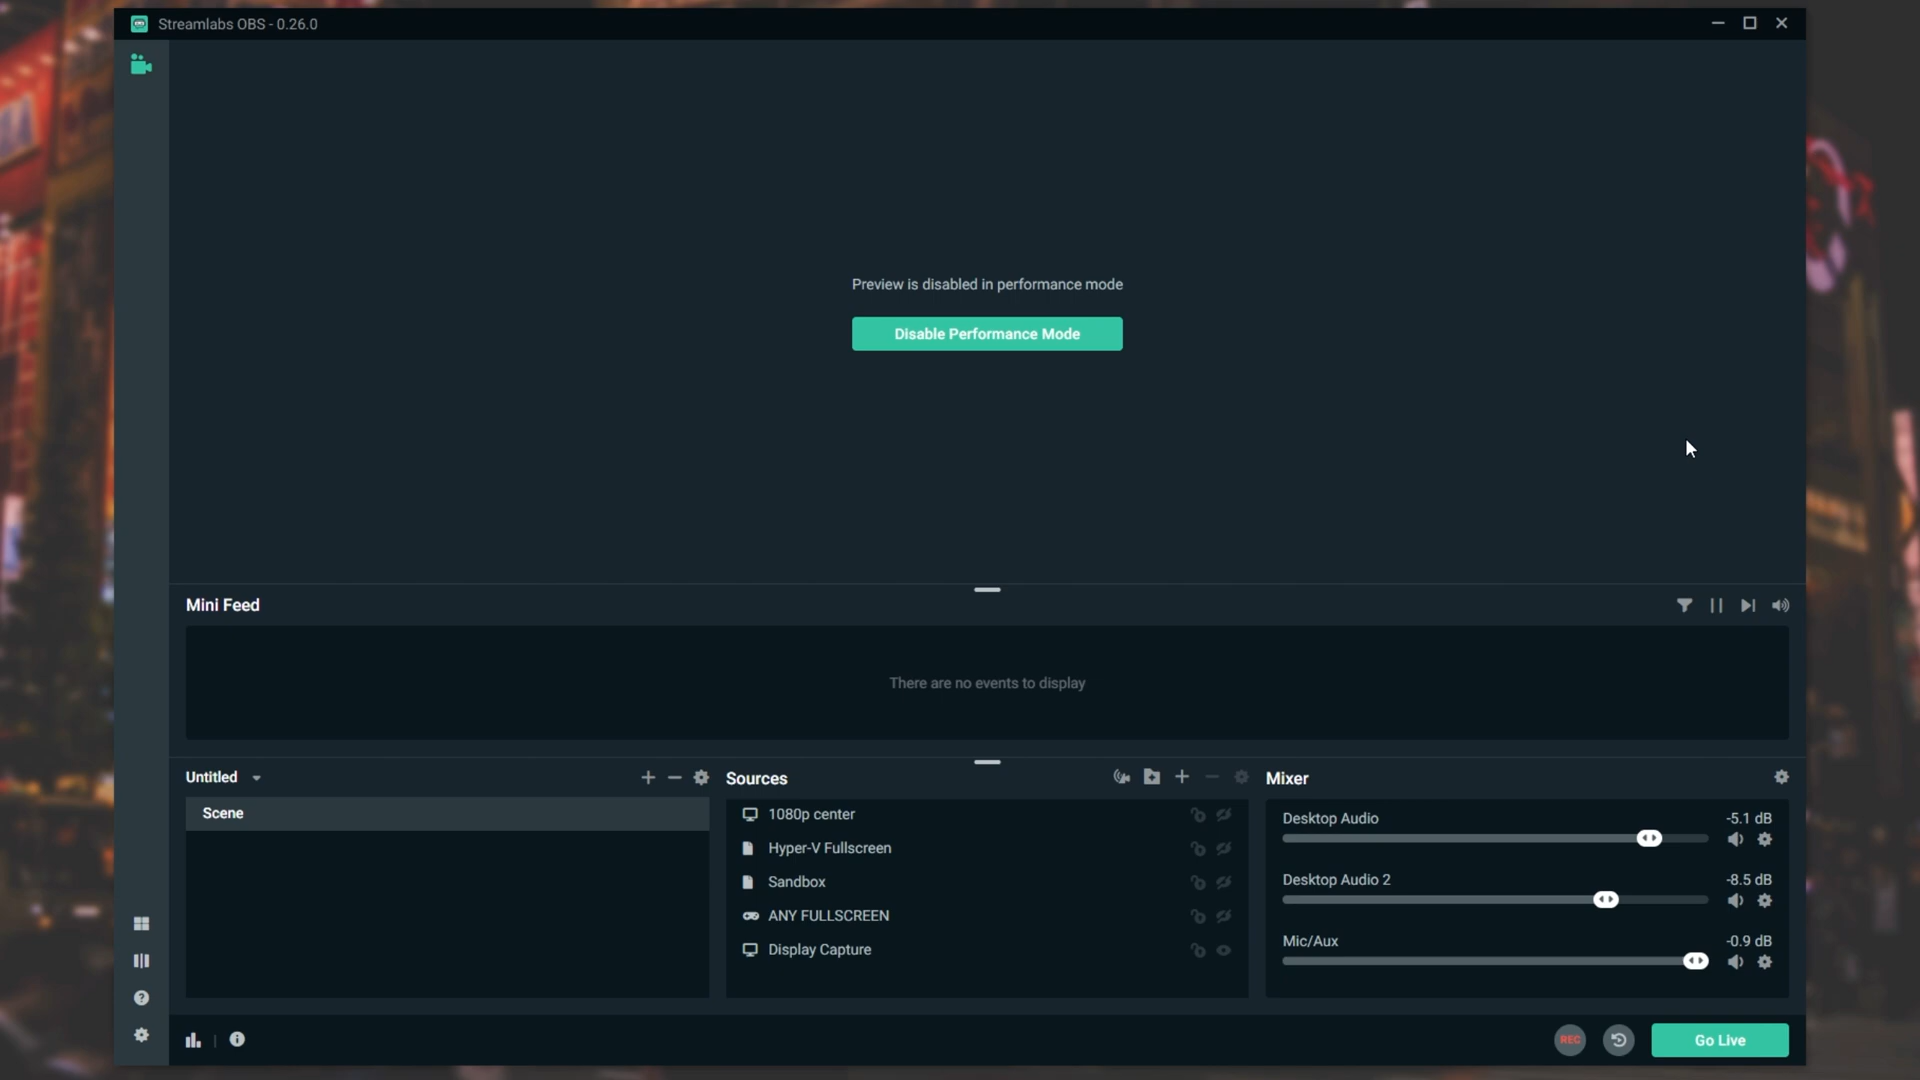 Streamlabs OBS - 0.26.0
Preview is disabled in performance mode
Disable Performance Mode
Mini Feed
There are no events to display
Untitled
Scene
Sources
1080p center
Hyper-V Fullscreen
Sandbox
ANY FULLSCREEN
Display Capture
Mixer
Desktop Audio -5.1 dB
Desktop Audio 2 -8.5 dB
Mic/Aux -0.9 dB
REC
Go Live